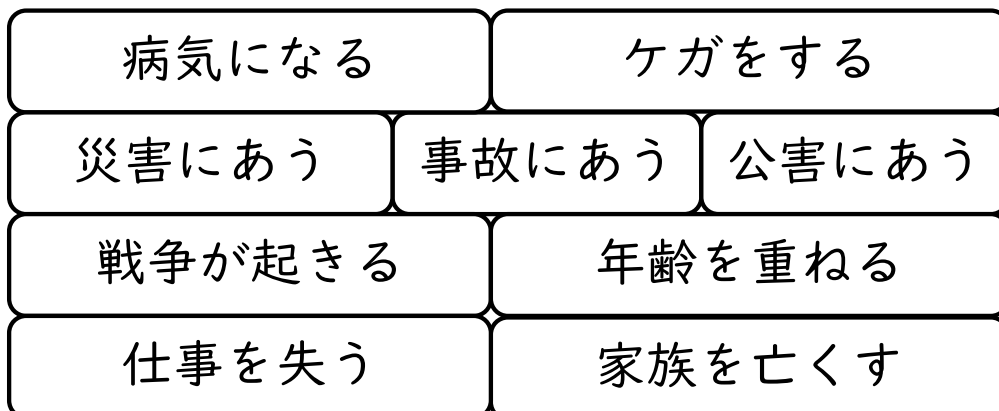 病気になる
ケガをする
災害にあう
事故にあう
公害にあう
戦争が起きる
年齢を重ねる
仕事を失う
家族を亡くす